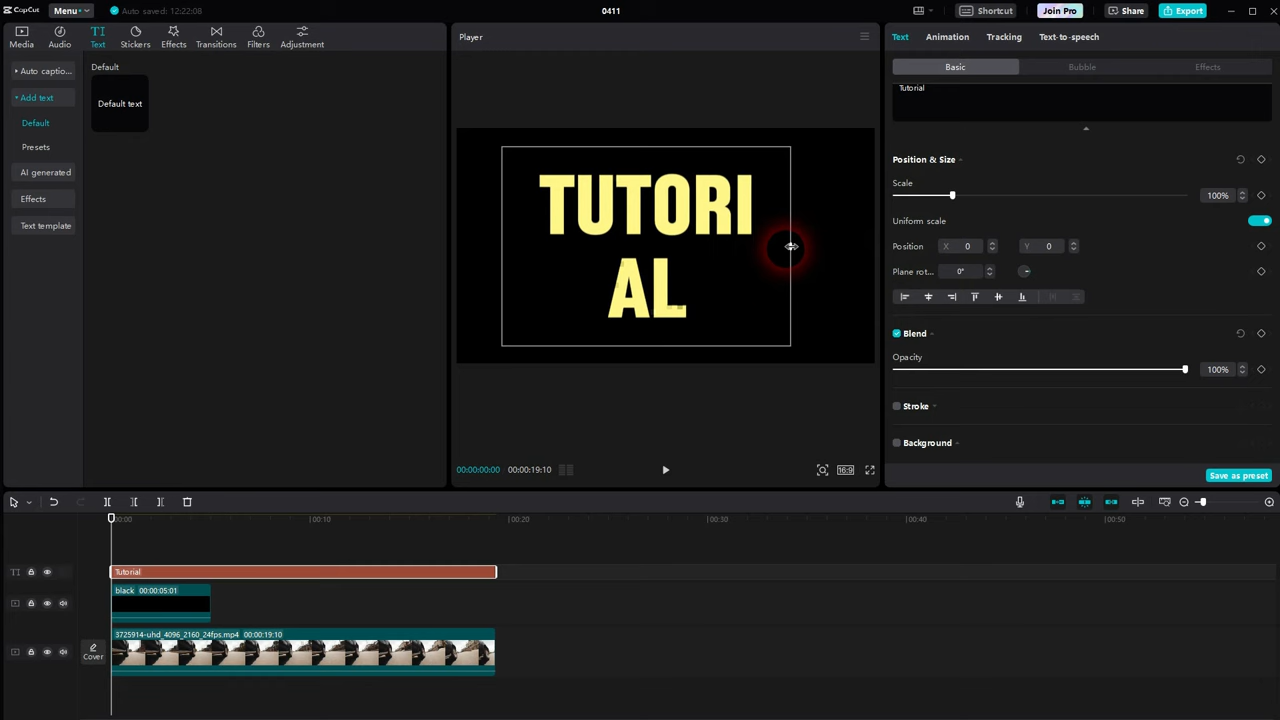 CapCut
Menu
Auto saved: 12:22:08
0411
Shortcut
Join Pro
Share
Export
Media
Audio
TI
Text
Stickers
Effects
Transitions
Filters
Adjustment
Player
Text
Animation
Tracking
Text-to-speech
Auto captio...
Add text
Default
Presets
AI generated
Effects
Text template
Default
Default text
Basic
Bubble
Effects
Tutorial
TUTORI
AL
Position & Size
Scale
100%
Uniform scale
Position
X 0
Y 0
Plane rot...
0°
Blend
Opacity
100%
Stroke
Background
Save as preset
00:00:00:00
00:00:19:10
16:9
00:00
00:10
00:20
00:30
00:40
00:50
TI
Tutorial
black 00:00:05:01
Cover
3725914-uhd_4096_2160_24fps.mp4 00:00:19:10